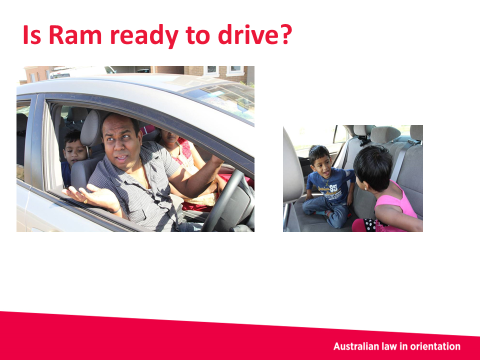 Is Ram ready to drive?
Australian law in orientation